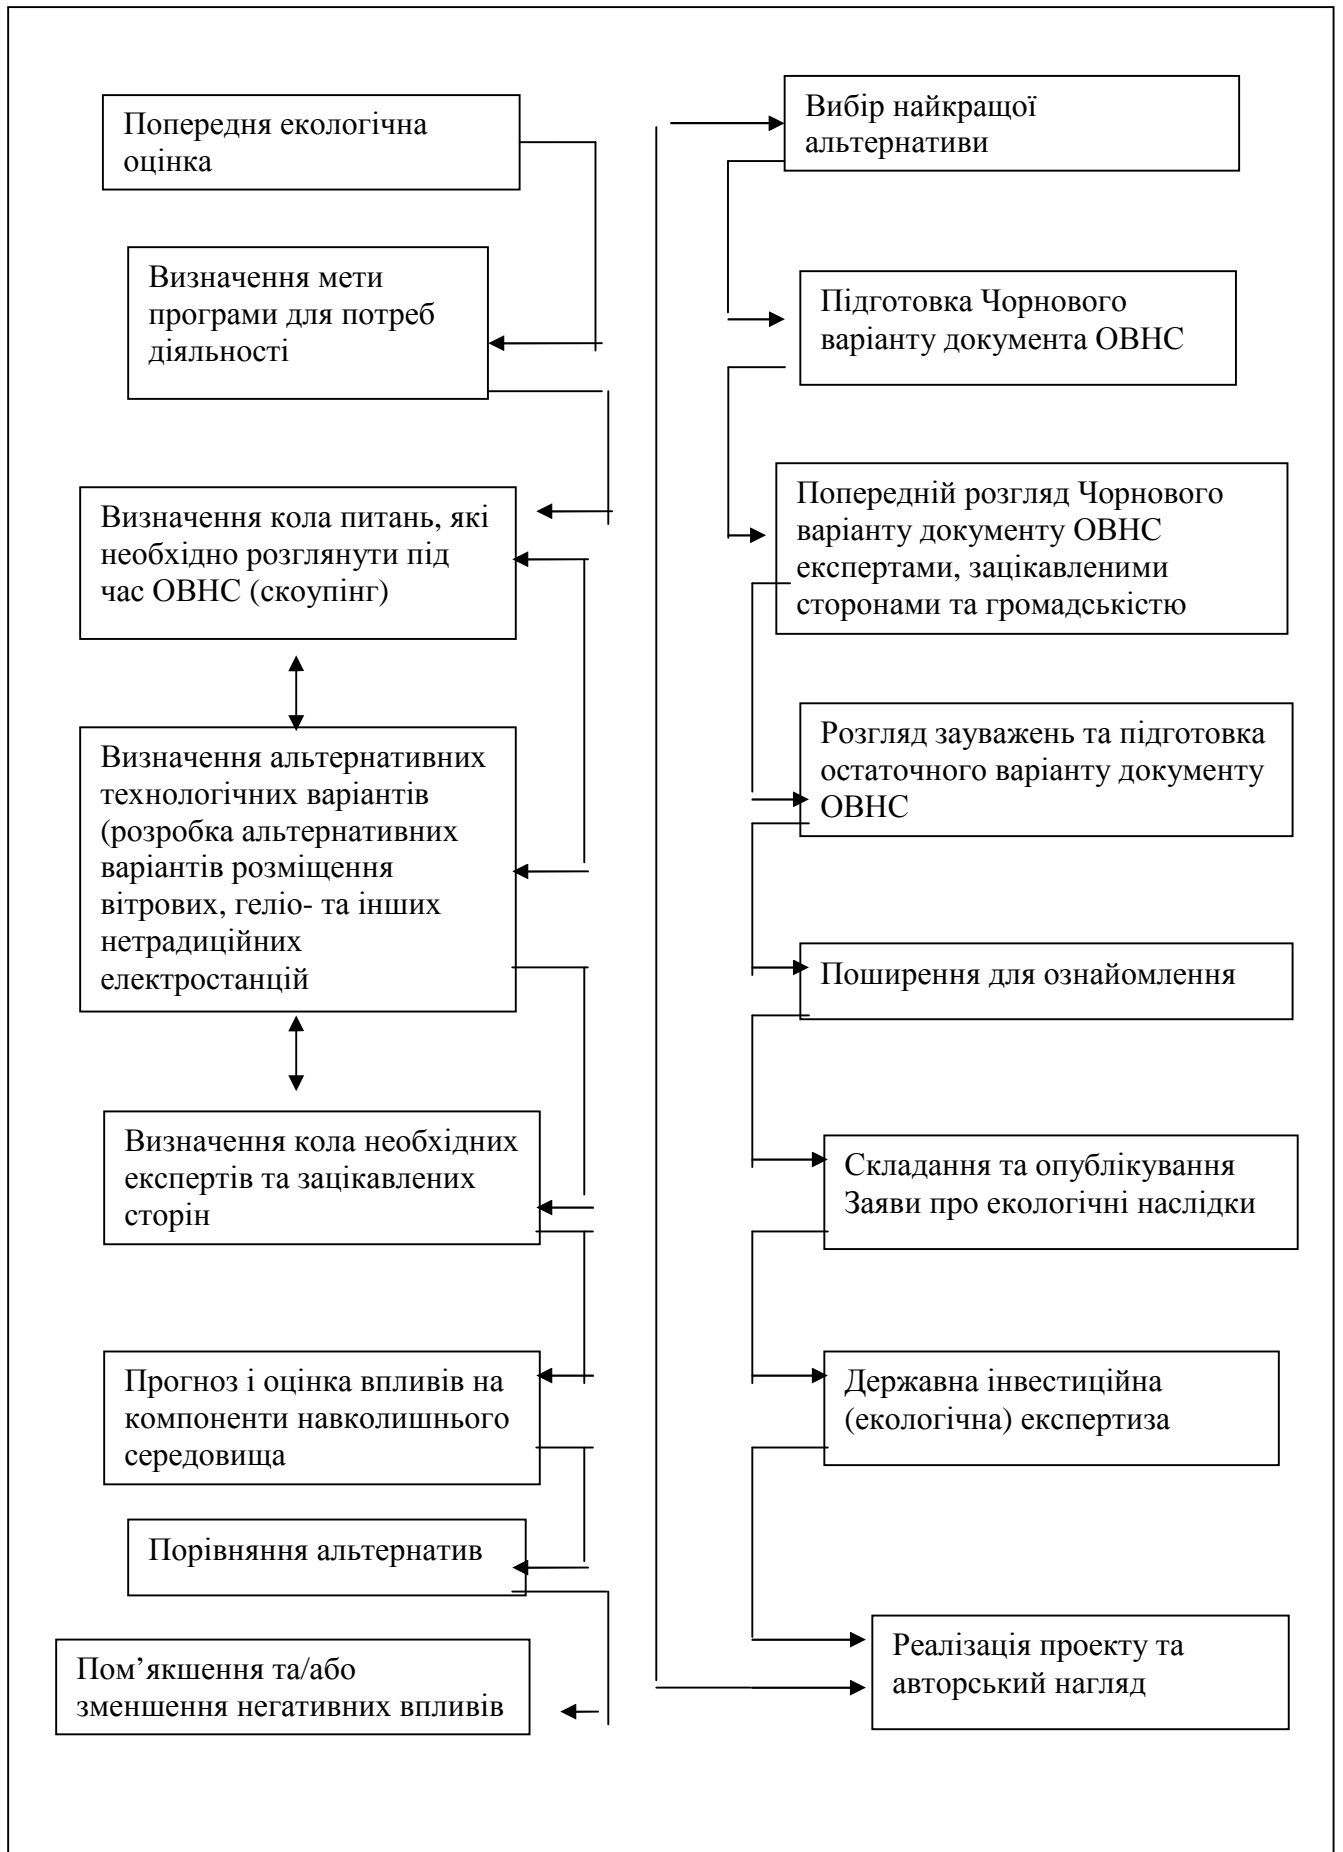 Попередня екологічна
оцінка
Визначення мети
програми для потреб
діяльності
Визначення кола питань, які
необхідно розглянути під
час ОВНС (скоупінг)
Визначення альтернативних
технологічних варіантів
(розробка альтернативних
варіантів розміщення
вітрових, геліо- та інших
нетрадиційних
електростанцій
Визначення кола необхідних
експертів та зацікавлених
сторін
Прогноз і оцінка впливів на
компоненти навколишнього
середовища
Порівняння альтернатив
Пом’якшення та/або
зменшення негативних впливів
Вибір найкращої
альтернативи
Підготовка Чорнового
варіанту документа ОВНС
Попередній розгляд Чорнового
варіанту документу ОВНС
експертами, зацікавленими
сторонами та громадськістю
Розгляд зауважень та підготовка
остаточного варіанту документу
ОВНС
Поширення для ознайомлення
Складання та опублікування
Заяви про екологічні наслідки
Державна інвестиційна
(екологічна) експертиза
Реалізація проекту та
авторський нагляд